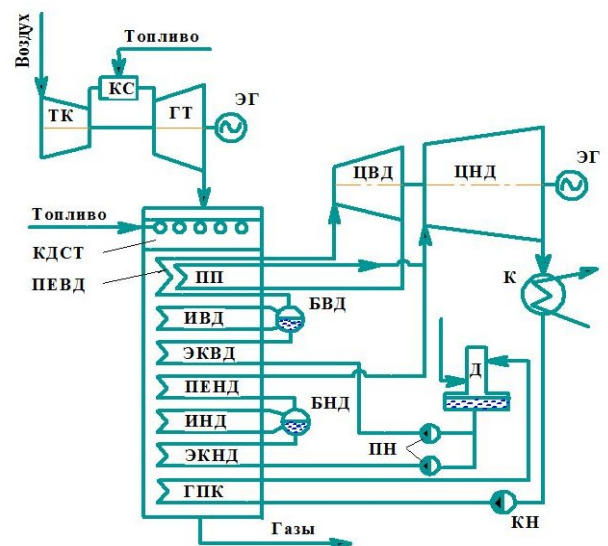 Воздух
Топливо
КС
ТК
ГТ
ЭГ
ЦВД
ЦНД
ЭГ
Топливо
КДСТ
ПЕВД
ПП
БВД
К
ИВД
ЭКВД
Д
ПЕНД
БНД
ИНД
ПН
ЭКНД
ГПК
КН
Газы